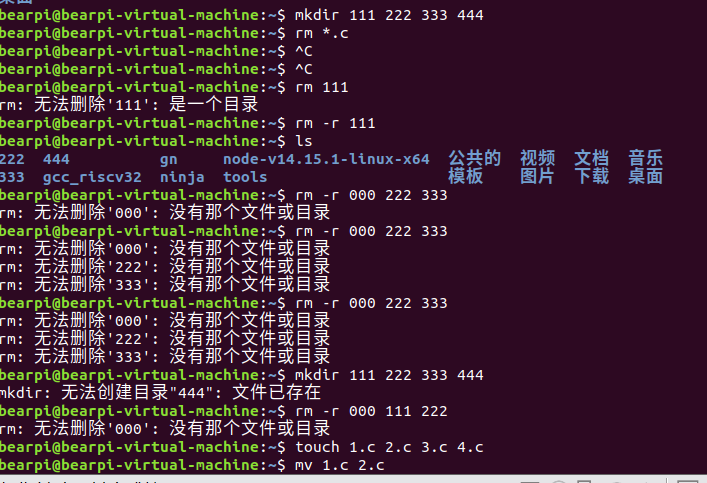 bearpi@bearpi-virtual-machine:~$ mkdir 111 222 333 444
bearpi@bearpi-virtual-machine:~$ rm *.c
bearpi@bearpi-virtual-machine:~$ ^C
bearpi@bearpi-virtual-machine:~$ ^C
bearpi@bearpi-virtual-machine:~$ rm 111
rm: 无法删除'111': 是一个目录
bearpi@bearpi-virtual-machine:~$ rm -r 111
bearpi@bearpi-virtual-machine:~$ ls
222 444 gn node-v14.15.1-linux-x64 公共的 视频 文档 音乐
333 gcc_riscv32 ninja tools 模板 图片 下载 桌面
bearpi@bearpi-virtual-machine:~$ rm -r 000 222 333
rm: 无法删除'000': 没有那个文件或目录
bearpi@bearpi-virtual-machine:~$ rm -r 000 222 333
rm: 无法删除'000': 没有那个文件或目录
rm: 无法删除'222': 没有那个文件或目录
rm: 无法删除'333': 没有那个文件或目录
bearpi@bearpi-virtual-machine:~$ rm -r 000 222 333
rm: 无法删除'000': 没有那个文件或目录
rm: 无法删除'222': 没有那个文件或目录
rm: 无法删除'333': 没有那个文件或目录
bearpi@bearpi-virtual-machine:~$ mkdir 111 222 333 444
mkdir: 无法创建目录"444": 文件已存在
bearpi@bearpi-virtual-machine:~$ rm -r 000 111 222
rm: 无法删除'000': 没有那个文件或目录
bearpi@bearpi-virtual-machine:~$ touch 1.c 2.c 3.c 4.c
bearpi@bearpi-virtual-machine:~$ mv 1.c 2.c